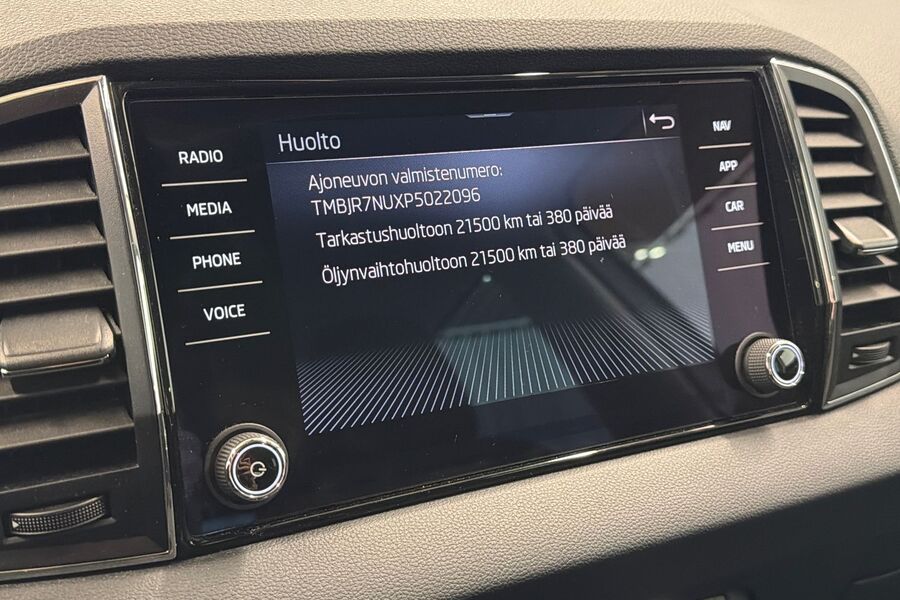 Huolto
Ajoneuvon valmistenumero:
TMBJR7NUXP5022096
Tarkastushuoltoon 21500 km tai 380 päivää
Öljynvaihtohuoltoon 21500 km tai 380 päivää
RADIO
MEDIA
PHONE
VOICE
NAV
APP
CAR
MENU